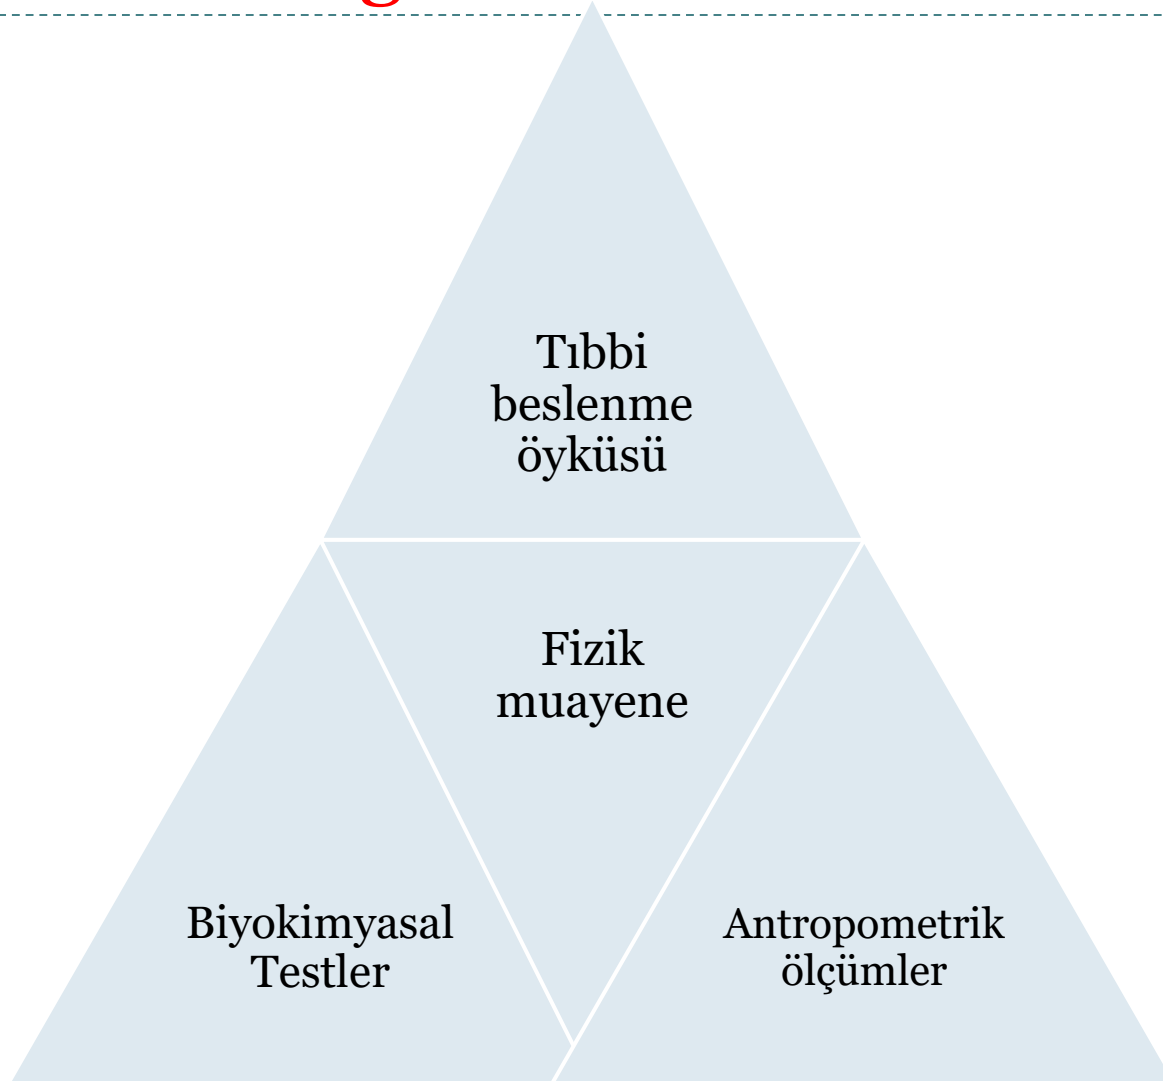 Tıbbi
beslenme
öyküsü
Fizik
muayene
Biyokimyasal
Testler
Antropometrik
ölçümler